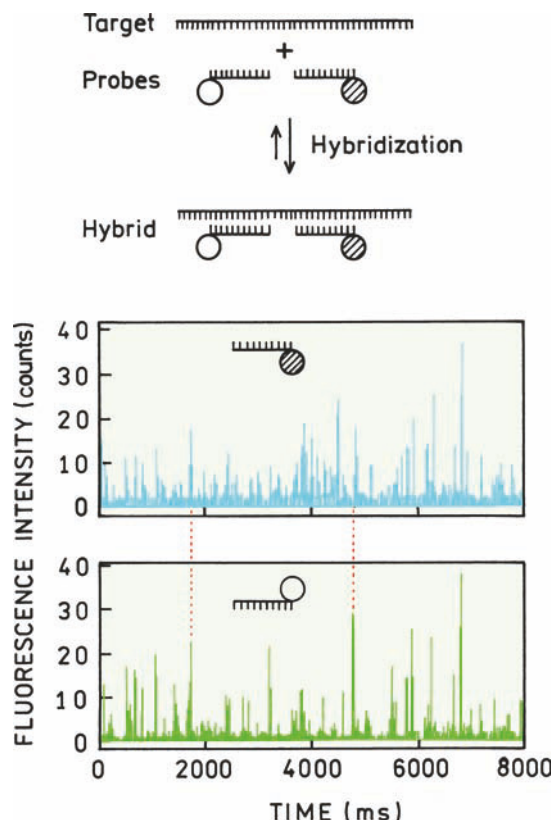 Target
+
Probes
Hybridization
Hybrid
FLUORESCENCE INTENSITY (counts)
40
30
20
10
0
40
30
20
10
0
0 2000 4000 6000 8000
TIME (ms)